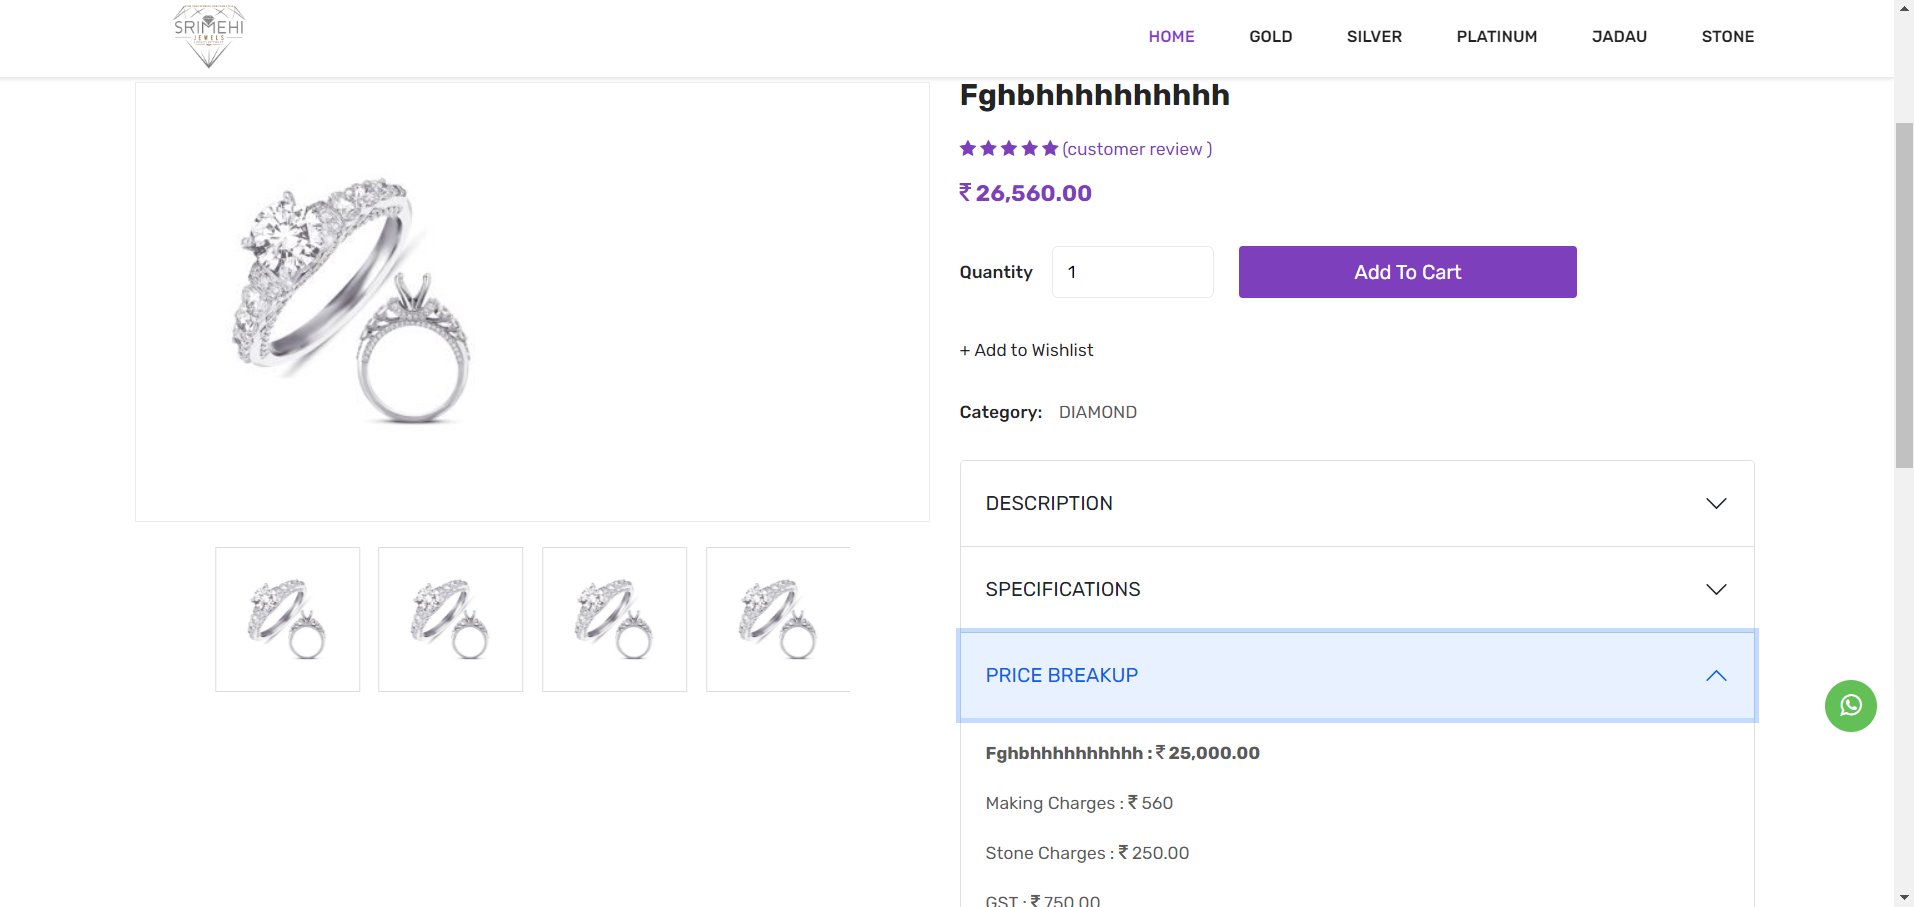 SRIMEHI
JEWELS
HOME GOLD SILVER PLATINUM JADAU STONE
Fghbhhhhhhhhhh
(customer review )
₹ 26,560.00
Quantity 1 Add To Cart
+ Add to Wishlist
Category: DIAMOND
DESCRIPTION
SPECIFICATIONS
PRICE BREAKUP
Fghbhhhhhhhhhh : ₹ 25,000.00
Making Charges : ₹ 560
Stone Charges : ₹ 250.00
GST : ₹ 750.00